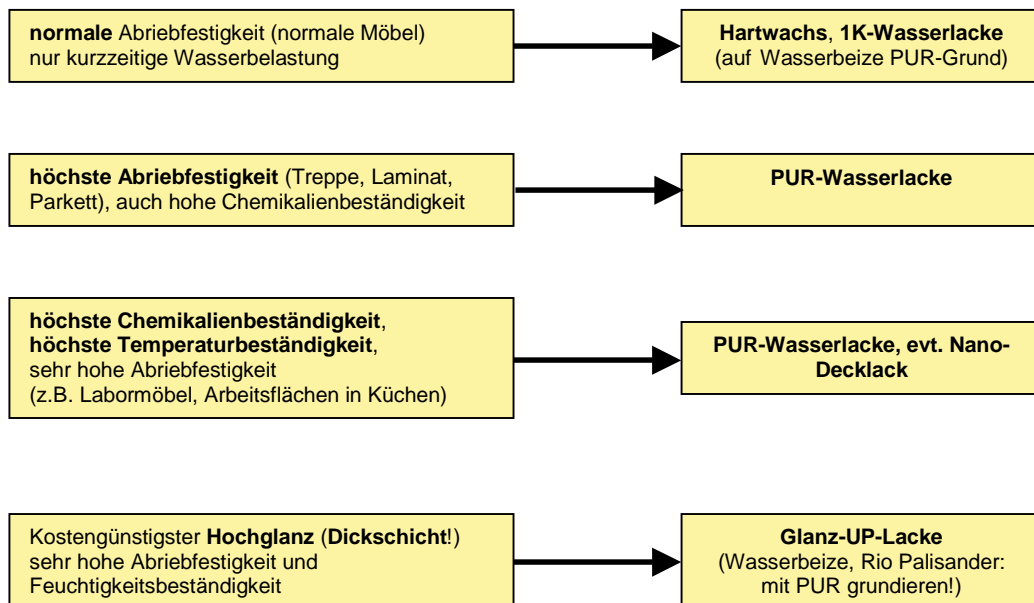 normale Abriebfestigkeit (normale Möbel)
nur kurzzeitige Wasserbelastung
Hartwachs, 1K-Wasserlacke
(auf Wasserbeize PUR-Grund)
höchste Abriebfestigkeit (Treppe, Laminat,
Parkett), auch hohe Chemikalienbeständigkeit
PUR-Wasserlacke
höchste Chemikalienbeständigkeit,
höchste Temperaturbeständigkeit,
sehr hohe Abriebfestigkeit
(z.B. Labormöbel, Arbeitsflächen in Küchen)
PUR-Wasserlacke, evt. Nano-
Decklack
Kostengünstigster Hochglanz (Dickschicht!)
sehr hohe Abriebfestigkeit und
Feuchtigkeitsbeständigkeit
Glanz-UP-Lacke
(Wasserbeize, Rio Palisander:
mit PUR grundieren!)